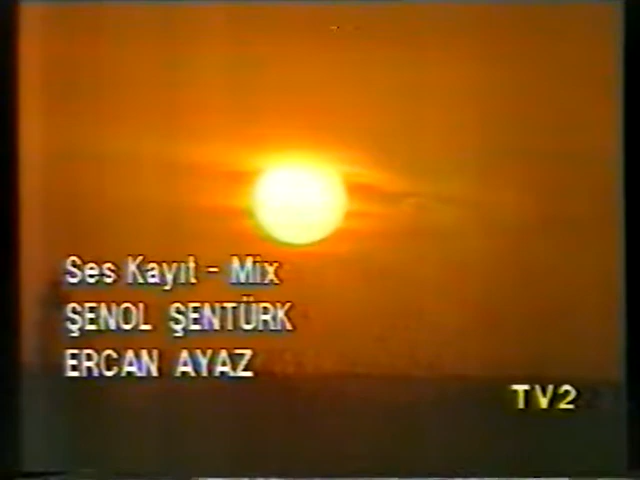 Ses Kayıt - Mix
ŞENOL ŞENTÜRK
ERCAN AYAZ
TV2